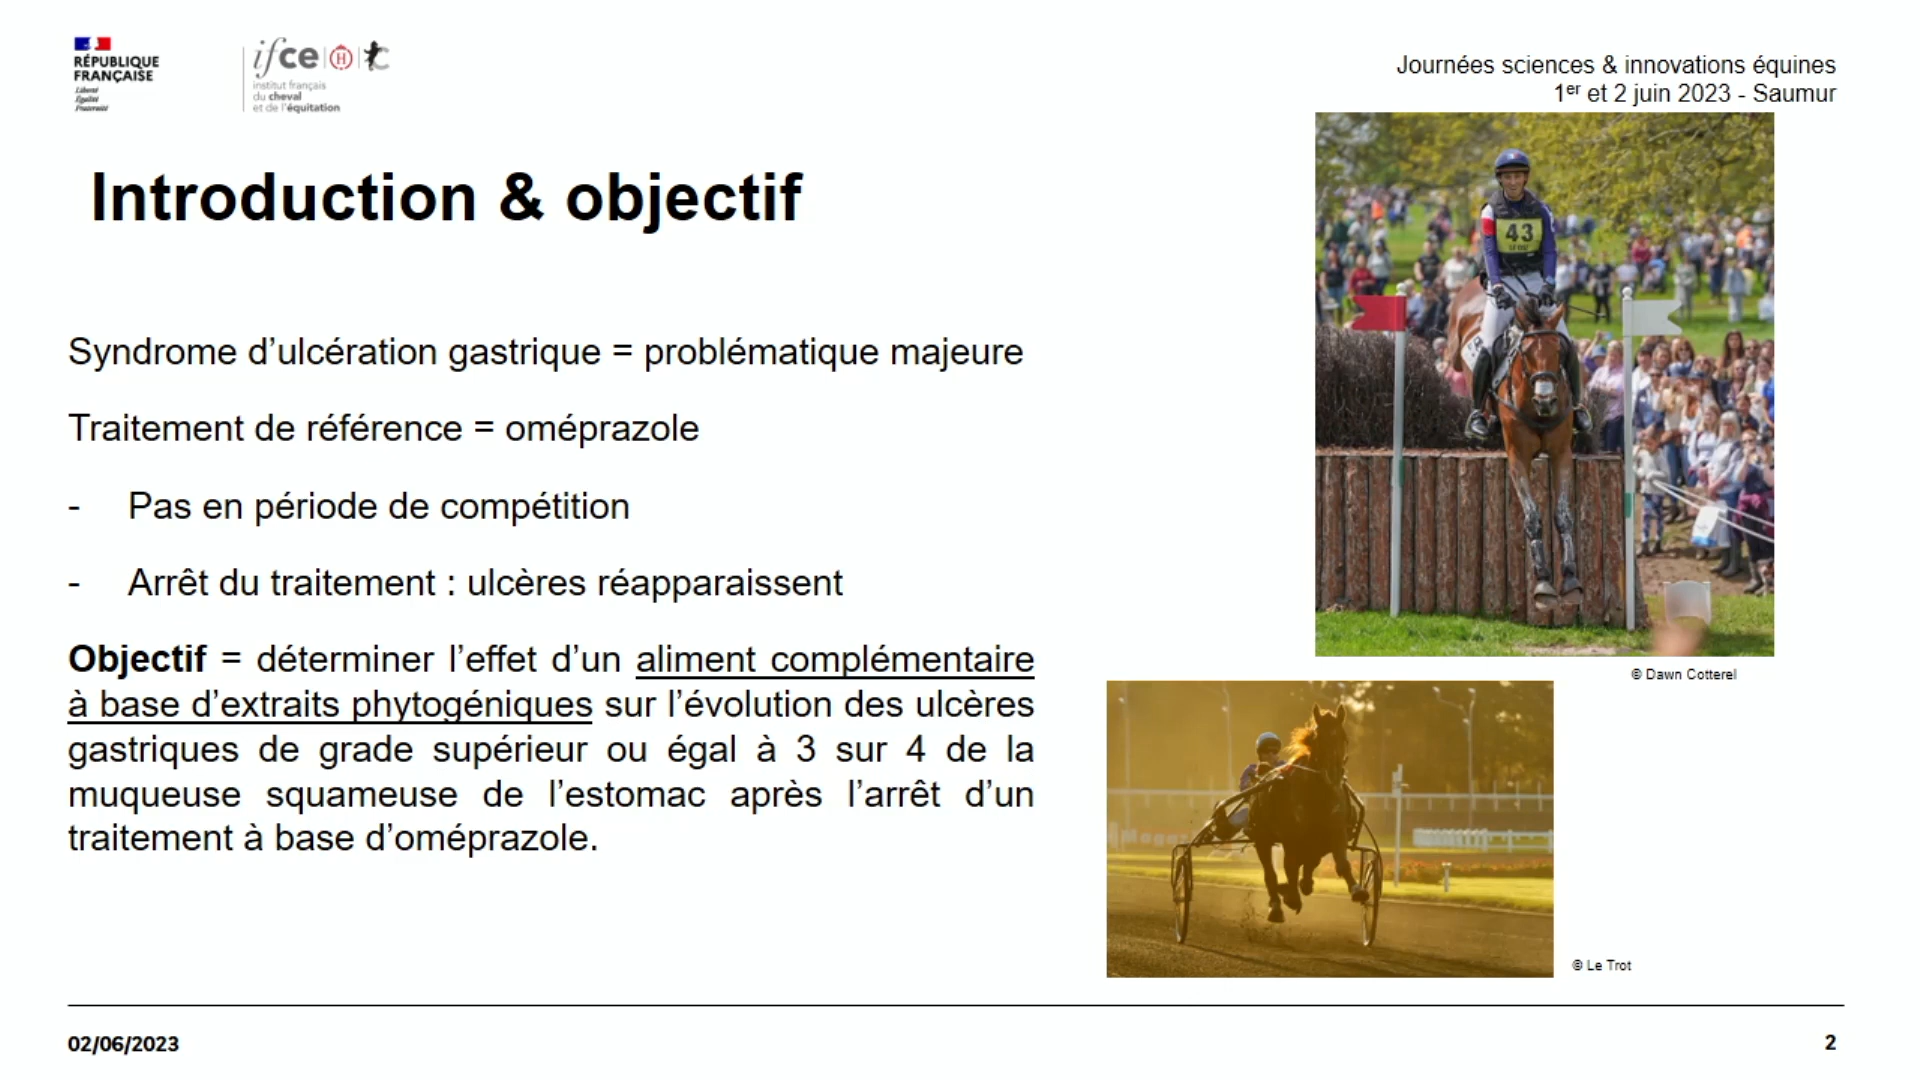 RÉPUBLIQUE
FRANÇAISE
Liberté
Égalité
Fraternité
ifce
institut français
du cheval
et de l'équitation
Journées sciences & innovations équines
1er et 2 juin 2023 - Saumur
Introduction & objectif
43
Syndrome d’ulcération gastrique = problématique majeure
Traitement de référence = oméprazole
- Pas en période de compétition
- Arrêt du traitement : ulcères réapparaissent
Objectif = déterminer l’effet d’un aliment complémentaire
à base d’extraits phytogéniques sur l’évolution des ulcères
gastriques de grade supérieur ou égal à 3 sur 4 de la
muqueuse squameuse de l’estomac après l’arrêt d’un
traitement à base d’oméprazole.
© Dawn Cotterel
© Le Trot
02/06/2023
2